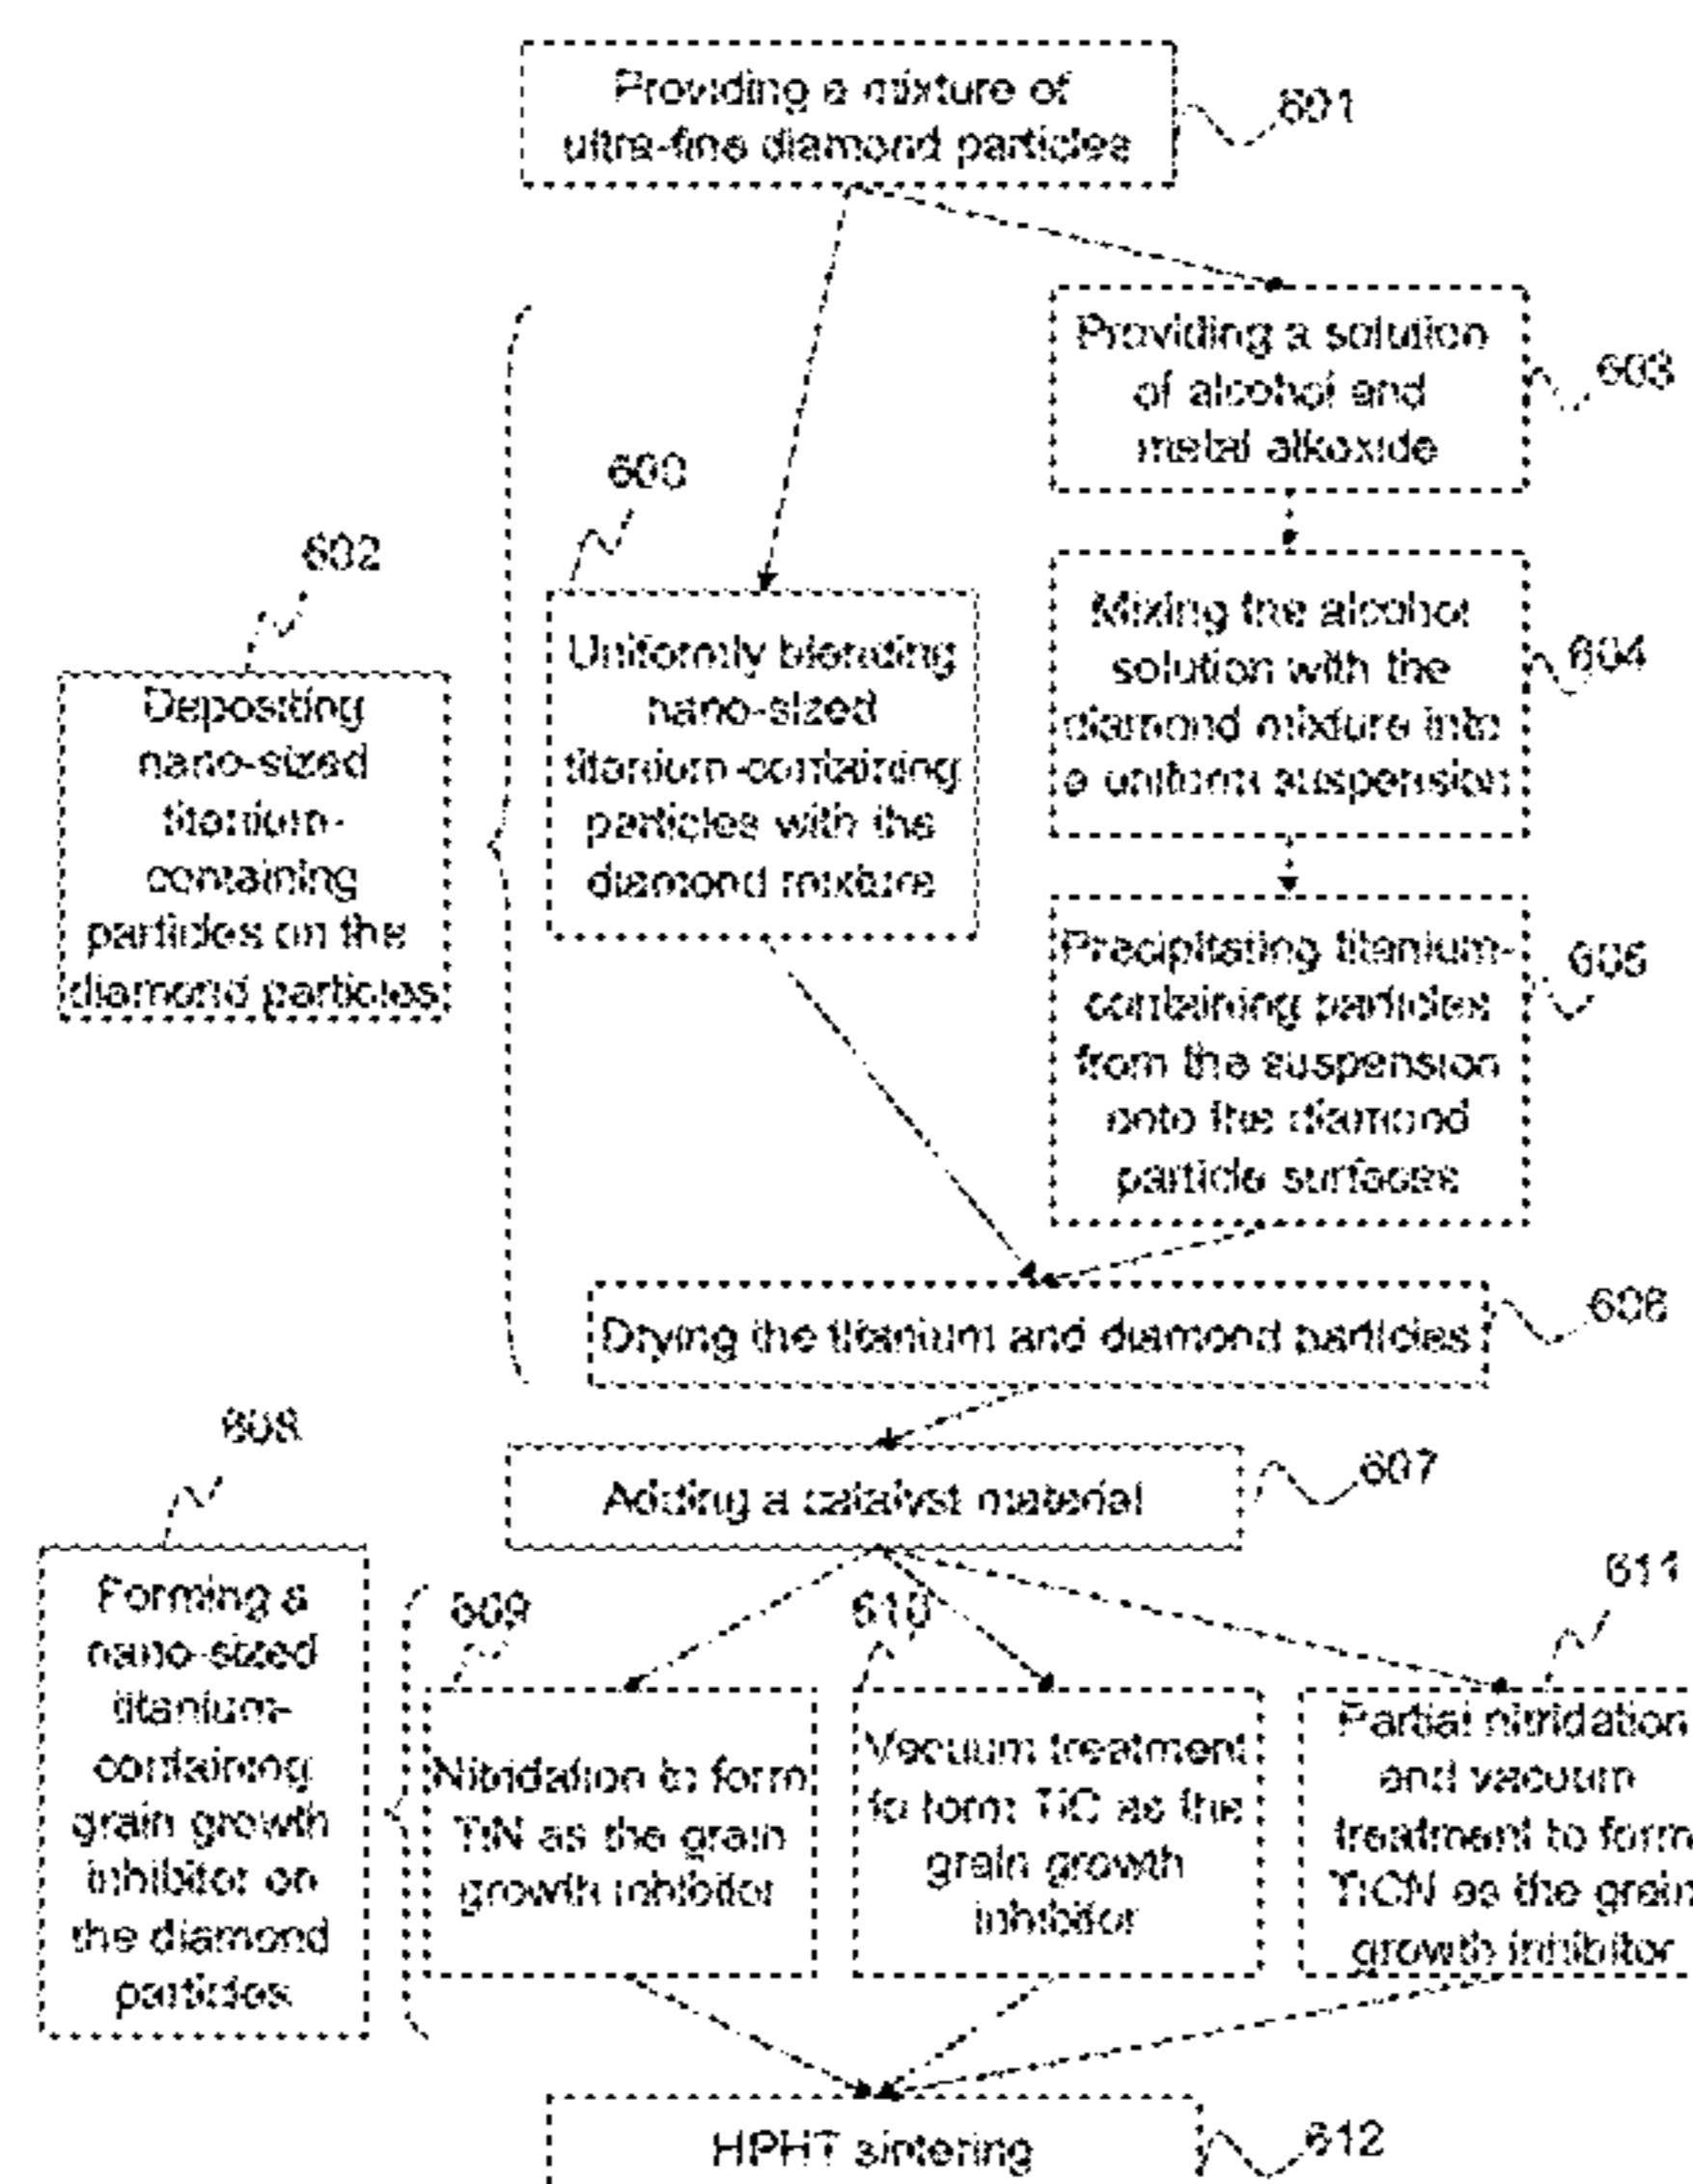 Providing a mixture of
ultra-fine diamond particles
601
Providing a solution
of alcohol and
metal alkoxide
603
600
602
Uniformly blending
nano-sized
titanium-containing
particles with the
diamond mixture
Mixing the alcohol
solution with the
diamond mixture into
a uniform suspension
604
Depositing
nano-sized
titanium-
containing
particles on the
diamond particles
Precipitating titanium-
containing particles
from the suspension
onto the diamond
particle surfaces
605
Drying the titanium and diamond particles
606
608
Adding a catalyst material
607
Forming a
nano-sized
titanium-
containing
grain growth
inhibitor on
the diamond
particles
609
610
611
Nitridation to form
TiN as the grain
growth inhibitor
Vacuum treatment
to form TiC as the
grain growth
inhibitor
Partial nitridation
and vacuum
treatment to form
TiCN as the grain
growth inhibitor
HPHT sintering
612